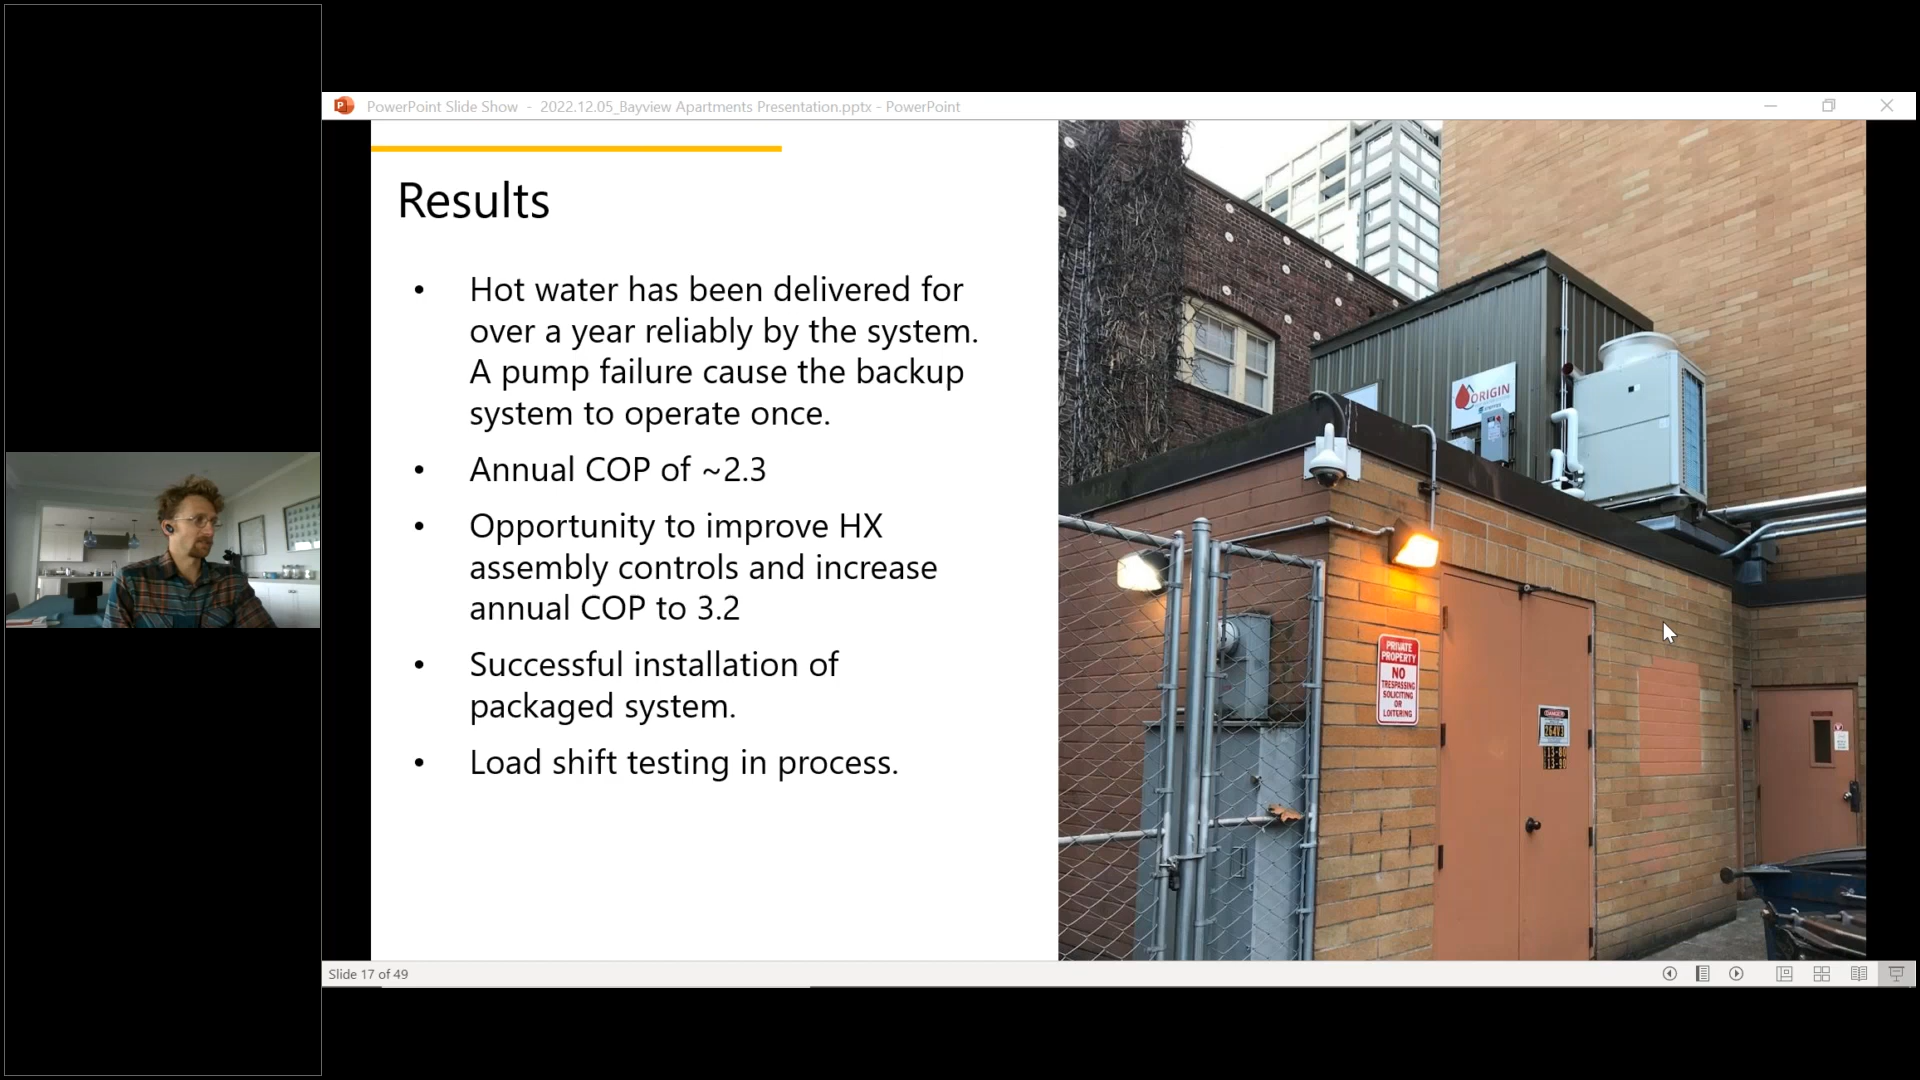 PowerPoint Slide Show - 2022.12.05_Bayview Apartments Presentation.pptx - PowerPoint
Results
• Hot water has been delivered for
over a year reliably by the system.
A pump failure cause the backup
system to operate once.
• Annual COP of ~2.3
• Opportunity to improve HX
assembly controls and increase
annual COP to 3.2
• Successful installation of
packaged system.
• Load shift testing in process.
ORIGIN
PRIVATE
PROPERTY
NO
TRESPASSING
SOLICITING
OR
LOITERING
DANGER
Slide 17 of 49